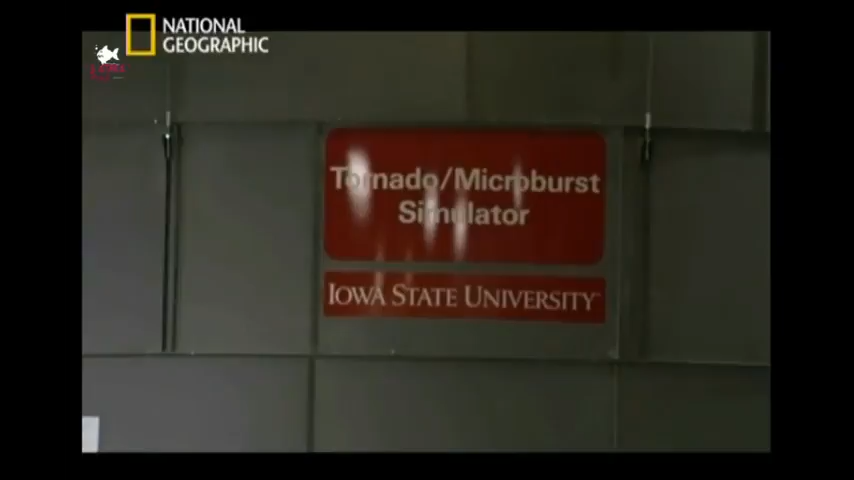 NATIONAL
GEOGRAPHIC
Tornado/Microburst
Simulator
IOWA STATE UNIVERSITY